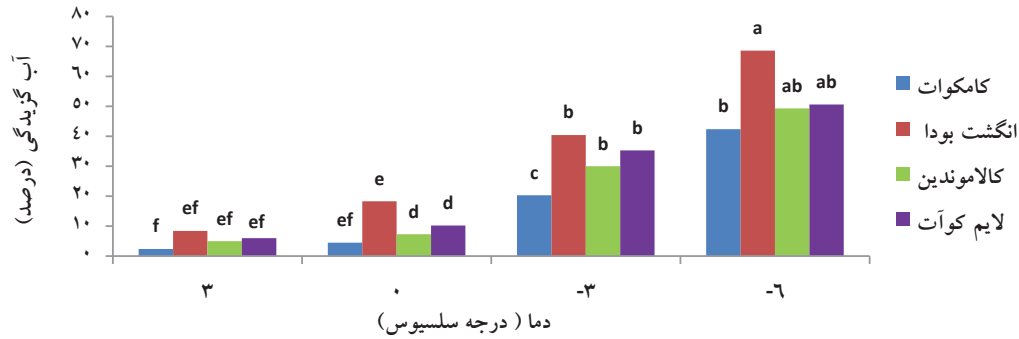 آب گزیدگی (درصد)
۸۰
۷۰
۶۰
۵۰
۴۰
۳۰
۲۰
۱۰
۰
f ef ef ef
ef e d d
c b b b
b a ab ab
۳ ۰ -۳ -۶
دما ( درجه سلسیوس)
کامکوات
انگشت بودا
کالاموندین
لایم کوآت